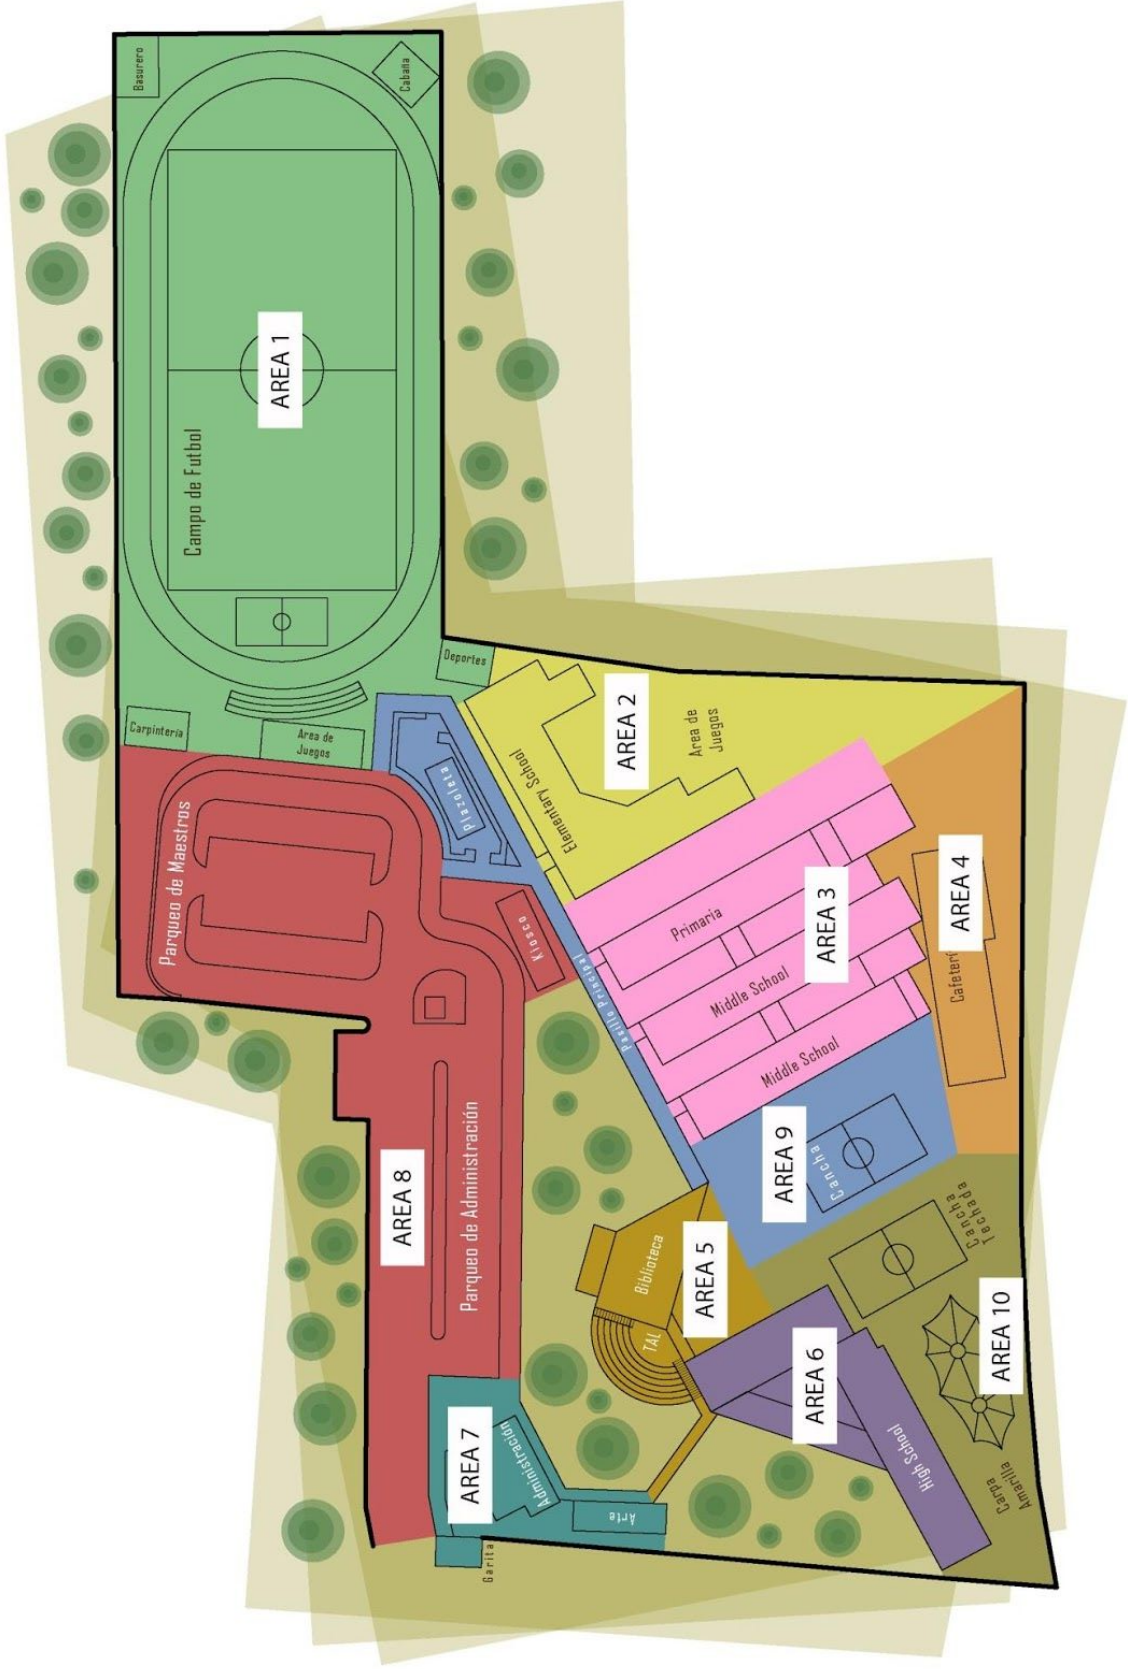 Basurero
Cabaña
Campo de Futbol
AREA 1
Deportes
Carpintería
Area de
Juegos
Plazoleta
Parqueo de Maestros
Kiosco
Elementary School
AREA 2
Area de
Juegos
Pasillo Principal
Primaria
Middle School
Middle School
AREA 3
AREA 4
AREA 8
Parqueo de Administración
AREA 9
Cancha
Cancha
Techada
Biblioteca
AREA 5
TAL
AREA 6
High School
AREA 10
Carpa
Amarilla
AREA 7
Administración
Arte
Garita